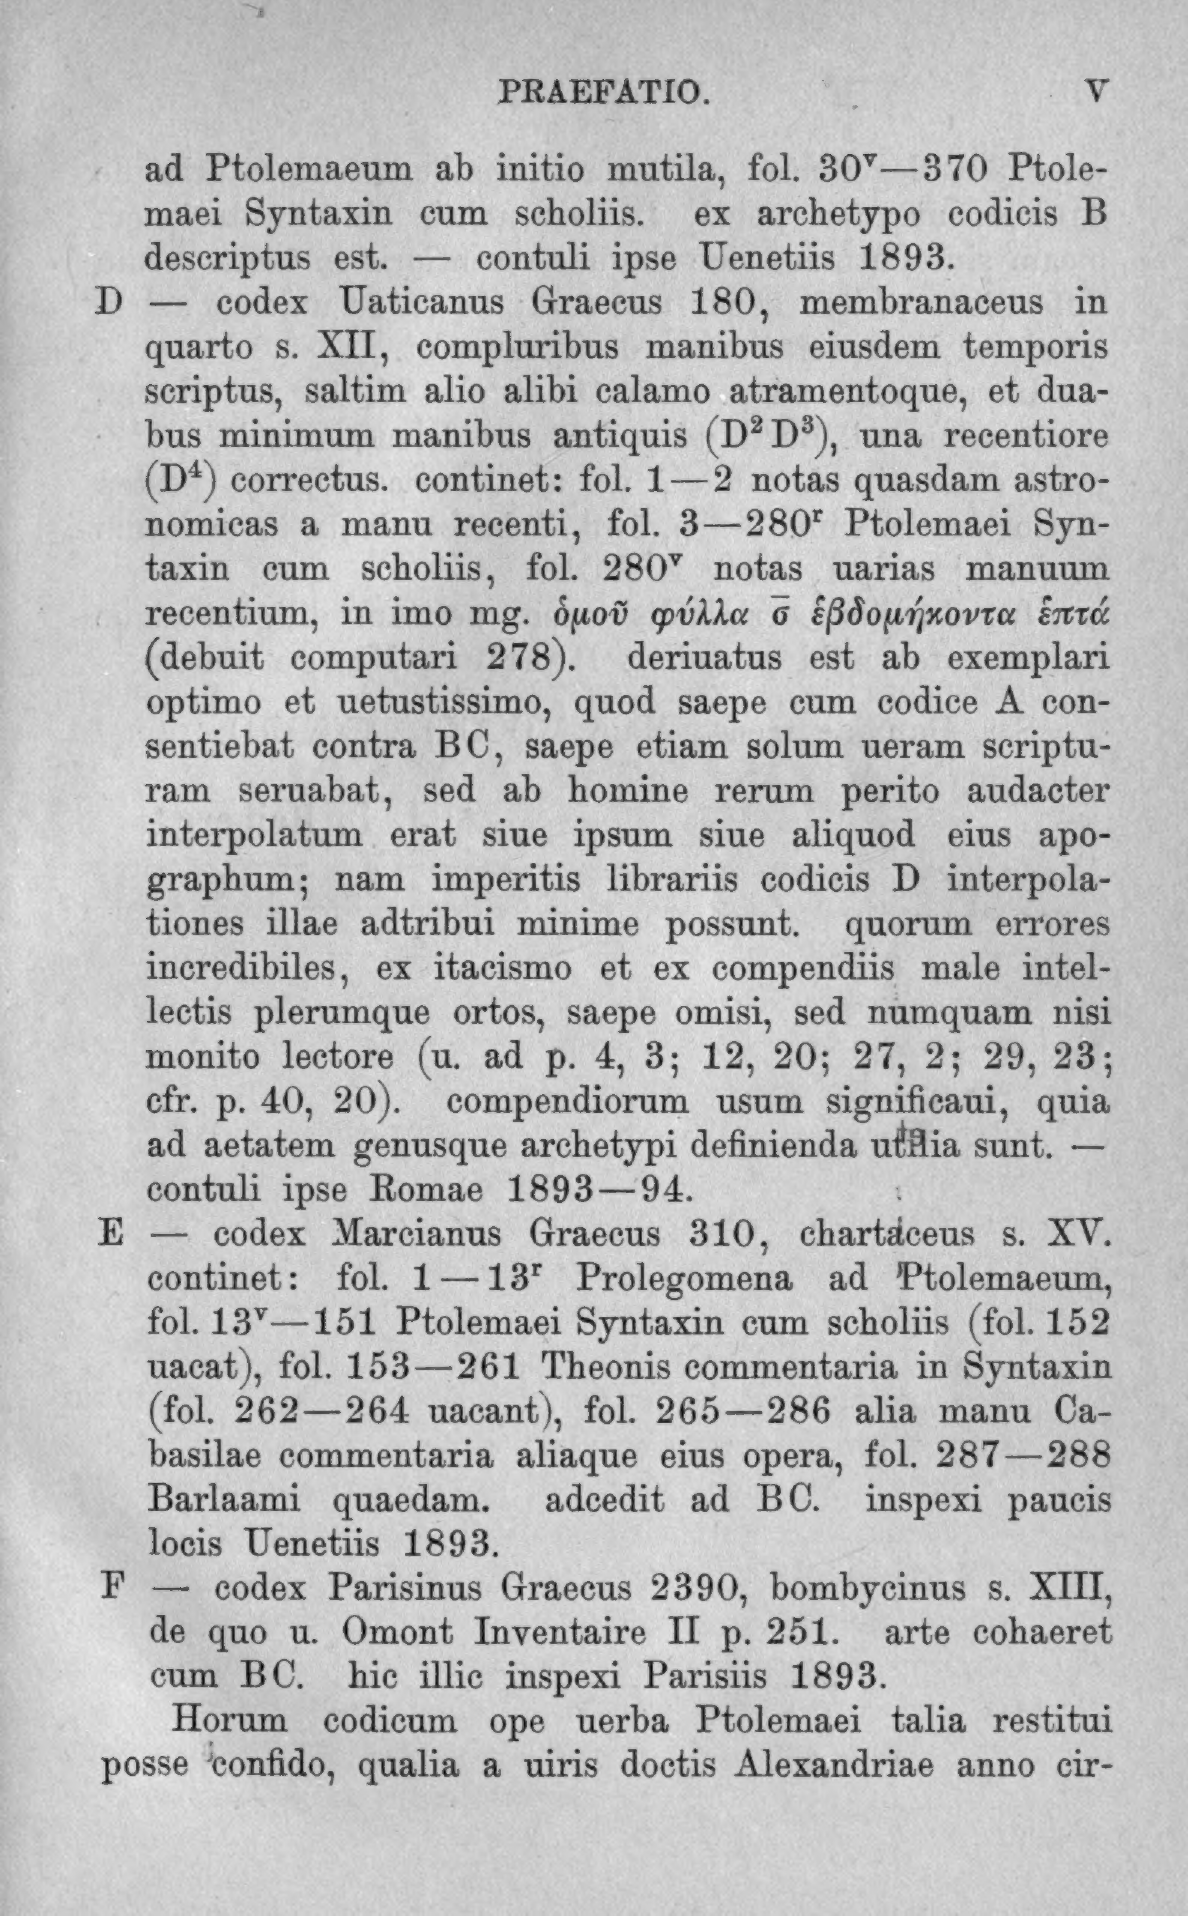 PRAEFATIO. V
ad Ptolemaeum ab initio mutila, fol. 30ᵛ—370 Ptole-
maei Syntaxin cum scholiis. ex archetypo codicis B
descriptus est. — contuli ipse Uenetiis 1893.
D — codex Uaticanus Graecus 180, membranaceus in
quarto s. XII, compluribus manibus eiusdem temporis
scriptus, saltim alio alibi calamo atramentoque, et dua-
bus minimum manibus antiquis (D² D³), una recentiore
(D⁴) correctus. continet: fol. 1—2 notas quasdam astro-
nomicas a manu recenti, fol. 3—280ʳ Ptolemaei Syn-
taxin cum scholiis, fol. 280ᵛ notas uarias manuum
recentium, in imo mg. ὁμοῦ φύλλα σ̄ ἑβδομήκοντα ἑπτά
(debuit computari 278). deriuatus est ab exemplari
optimo et uetustissimo, quod saepe cum codice A con-
sentiebat contra BC, saepe etiam solum ueram scriptu-
ram seruabat, sed ab homine rerum perito audacter
interpolatum erat siue ipsum siue aliquod eius apo-
graphum; nam imperitis librariis codicis D interpola-
tiones illae adtribui minime possunt. quorum errores
incredibiles, ex itacismo et ex compendiis male intel-
lectis plerumque ortos, saepe omisi, sed numquam nisi
monito lectore (u. ad p. 4, 3; 12, 20; 27, 2; 29, 23;
cfr. p. 40, 20). compendiorum usum significaui, quia
ad aetatem genusque archetypi definienda utilia sunt. —
contuli ipse Romae 1893—94.
E — codex Marcianus Graecus 310, chartaceus s. XV.
continet: fol. 1—13ʳ Prolegomena ad Ptolemaeum,
fol. 13ᵛ—151 Ptolemaei Syntaxin cum scholiis (fol. 152
uacat), fol. 153—261 Theonis commentaria in Syntaxin
(fol. 262—264 uacant), fol. 265—286 alia manu Ca-
basilae commentaria aliaque eius opera, fol. 287—288
Barlaami quaedam. adcedit ad BC. inspexi paucis
locis Uenetiis 1893.
F — codex Parisinus Graecus 2390, bombycinus s. XIII,
de quo u. Omont Inventaire II p. 251. arte cohaeret
cum BC. hic illic inspexi Parisiis 1893.
Horum codicum ope uerba Ptolemaei talia restitui
posse confido, qualia a uiris doctis Alexandriae anno cir-